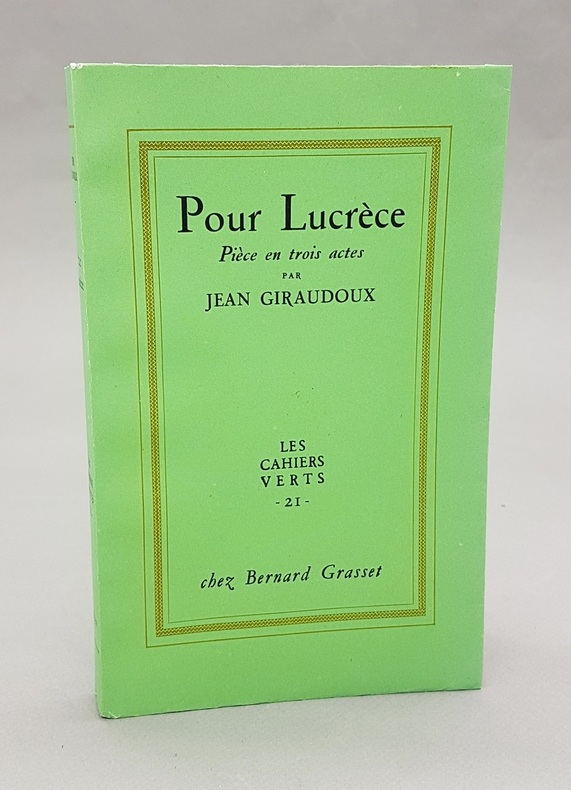 Pour Lucrèce
Pièce en trois actes
PAR
JEAN GIRAUDOUX
LES
CAHIERS
VERTS
-21-
chez Bernard Grasset